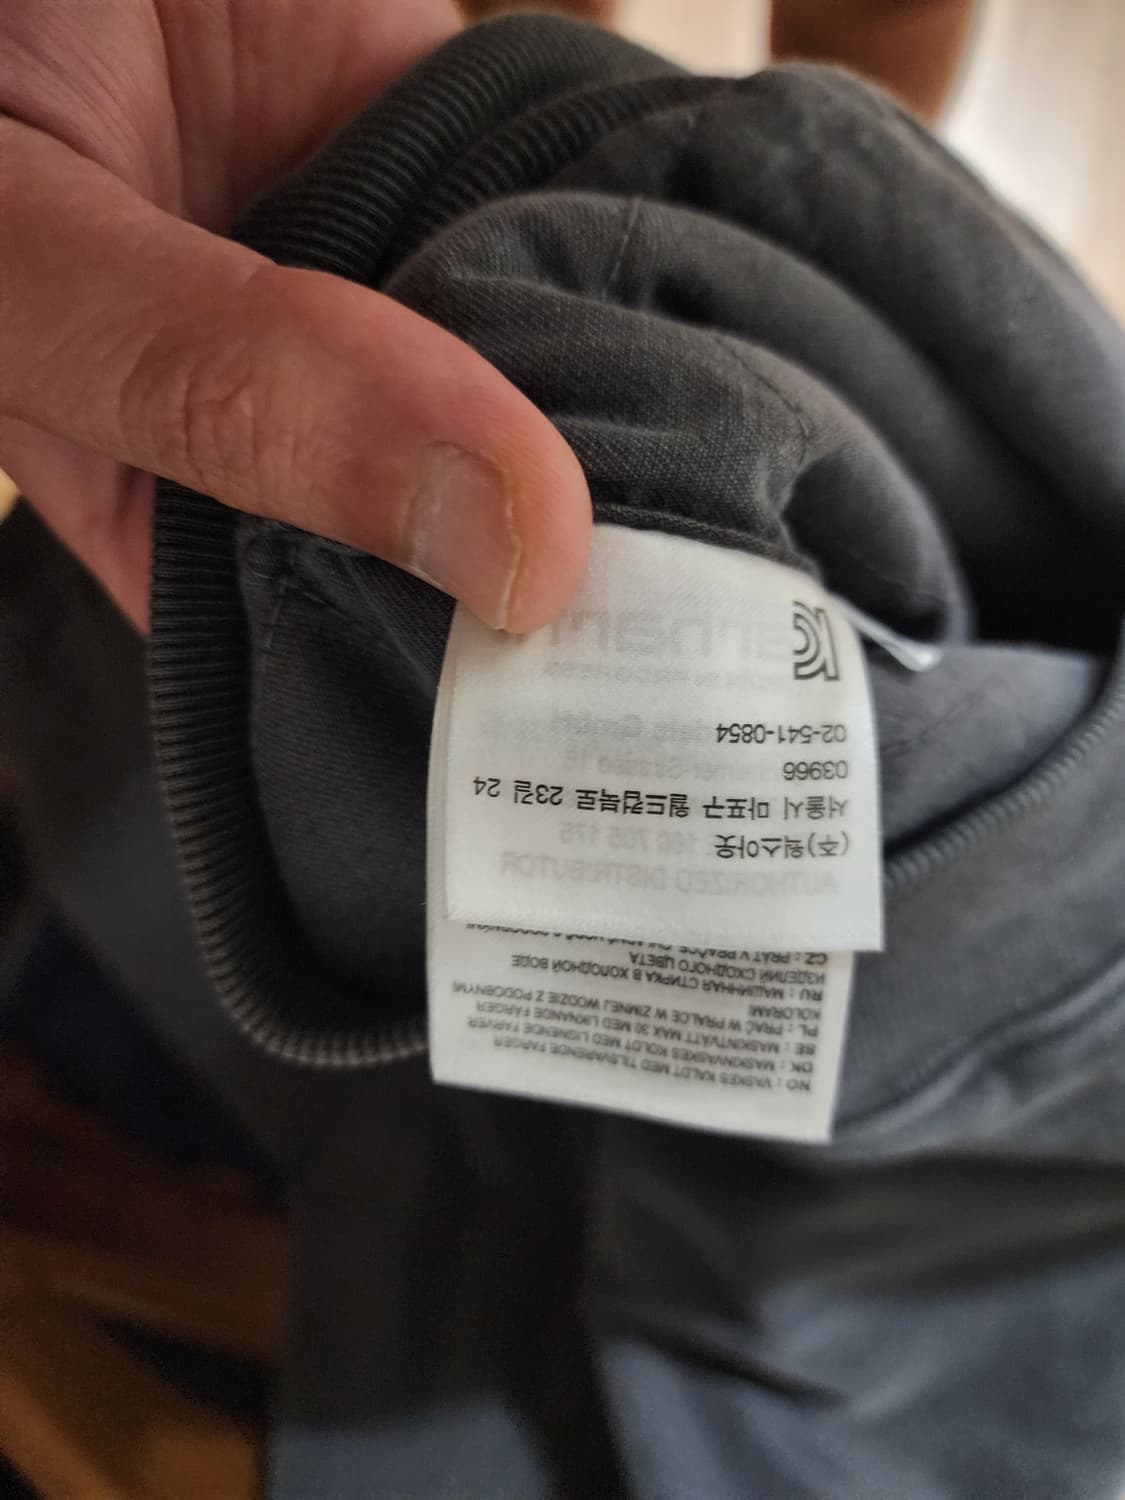 (주)웍스아웃
서울시 마포구 월드컵북로 23길 24
03966
02-541-0854
AUTHORIZED DISTRIBUTOR
NO : VASKES KALDT MED TILSVARENDE FARGER
DK : MASKINVASKES KOLDT MED LIGNENDE FARVER
SE : MASKINTVÄTT MAX 30 MED LIKNANDE FÄRGER
PL : PRAĆ W PRALCE W ZIMNEJ WODZIE Z PODOBNYMI
KOLORAMI
RU : МАШИННАЯ СТИРКА В ХОЛОДНОЙ ВОДЕ
ИЗДЕЛИЙ СХОДНОГО ЦВЕТА
CZ : PRÁT V PRAČCE